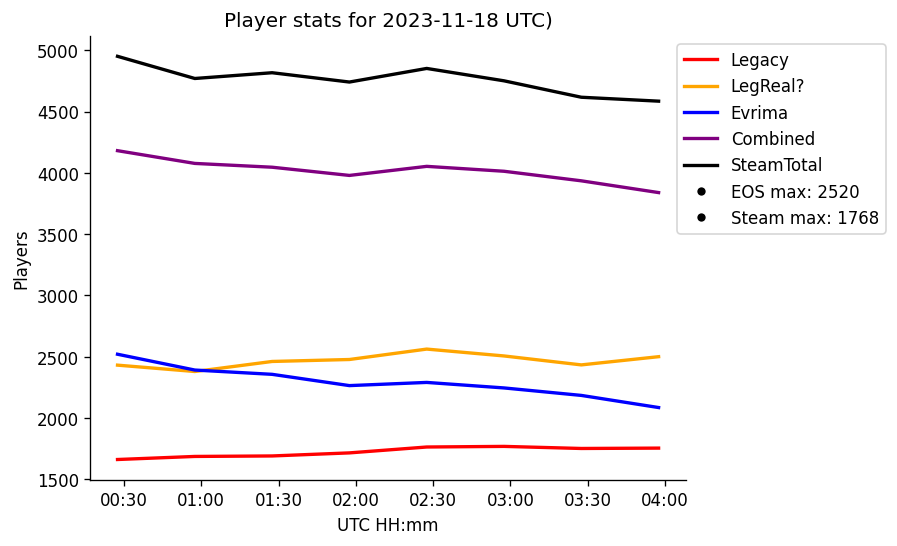 Player stats for 2023-11-18 UTC)
5000
4500
4000
3500
3000
2500
2000
1500
Players
00:30 01:00 01:30 02:00 02:30 03:00 03:30 04:00
UTC HH:mm
Legacy
LegReal?
Evrima
Combined
SteamTotal
EOS max: 2520
Steam max: 1768